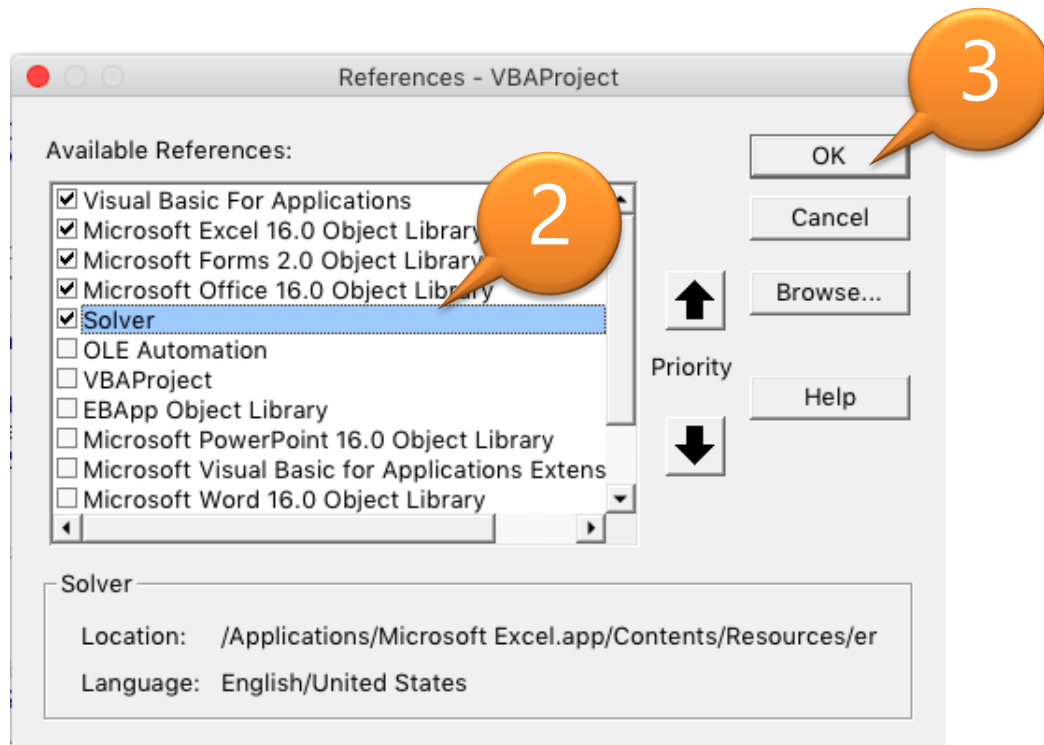 3
References - VBAProject
Available References:
OK
2
Visual Basic For Applications
Cancel
Microsoft Excel 16.0 Object Library
Microsoft Forms 2.0 Object Library
Microsoft Office 16.0 Object Library
Browse...
Solver
OLE Automation
Priority
VBAProject
Help
EBApp Object Library
Microsoft PowerPoint 16.0 Object Library
Microsoft Visual Basic for Applications Extens
Microsoft Word 16.0 Object Library
Solver
Location: /Applications/Microsoft Excel.app/Contents/Resources/er
Language: English/United States